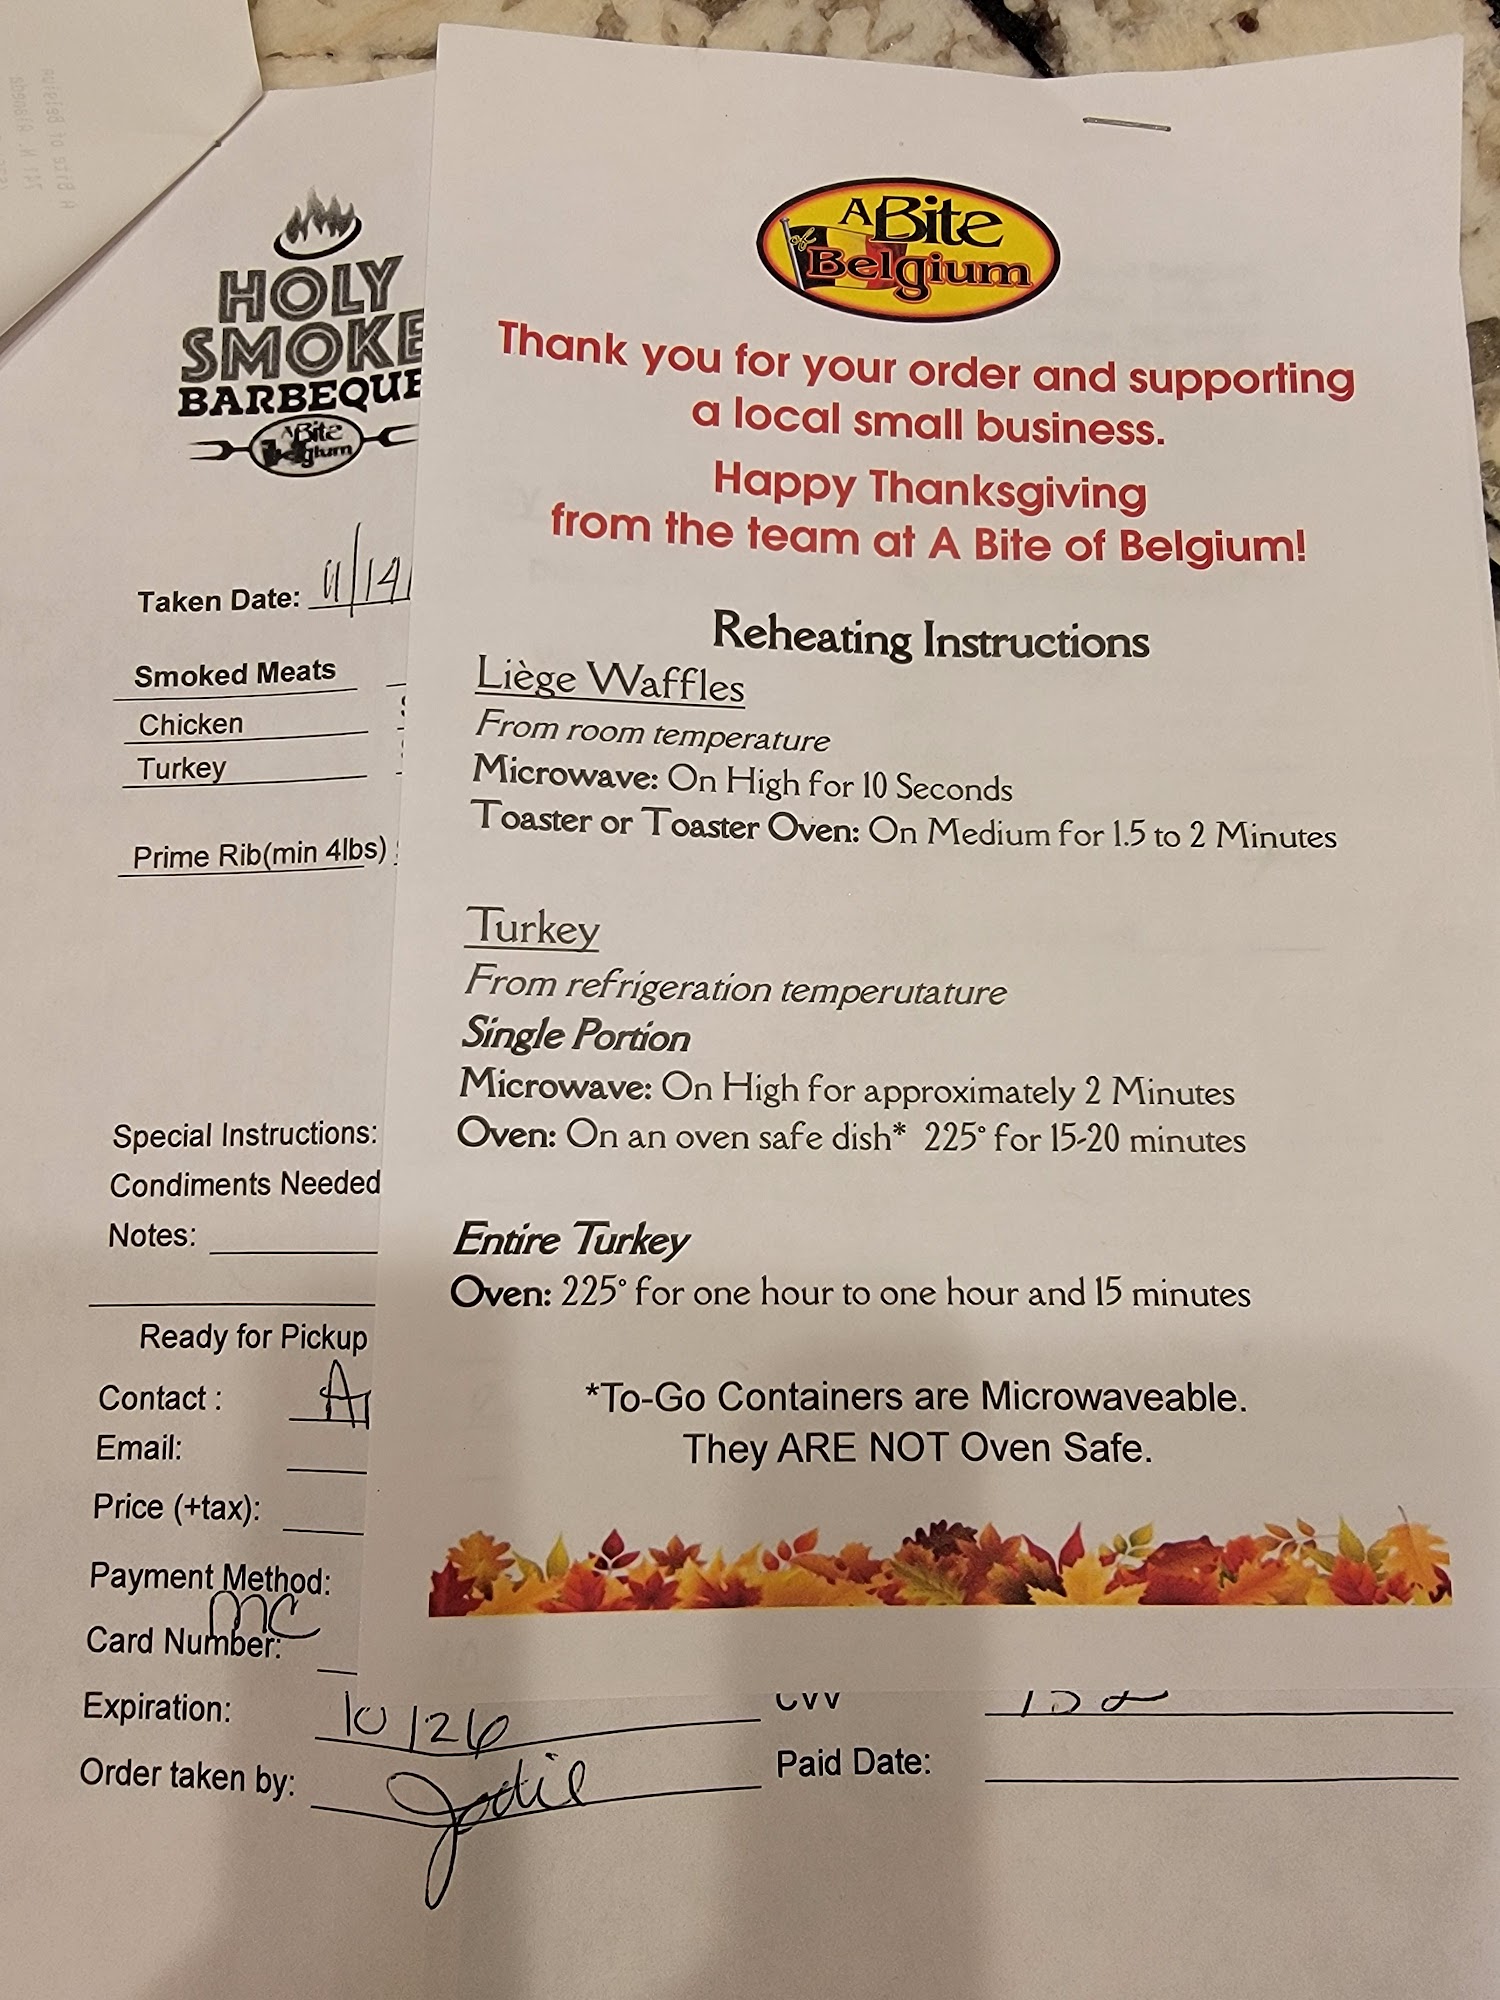 A Bite of Belgium
741 N. Alameda
HOLY
SMOKE
BARBEQUE
A Bite
Belgium
Taken Date: 11/14/
Smoked Meats
Chicken
Turkey
Prime Rib(min 4lbs)
Special Instructions:
Condiments Needed
Notes:
Ready for Pickup
Contact :
Email:
Price (+tax):
Payment Method:
MC
Card Number:
Expiration: 10/26
CVV
Order taken by: Jodie
Paid Date:
A Bite
of
Belgium
Thank you for your order and supporting
a local small business.
Happy Thanksgiving
from the team at A Bite of Belgium!
Reheating Instructions
Liège Waffles
From room temperature
Microwave: On High for 10 Seconds
Toaster or Toaster Oven: On Medium for 1.5 to 2 Minutes
Turkey
From refrigeration temperutature
Single Portion
Microwave: On High for approximately 2 Minutes
Oven: On an oven safe dish* 225° for 15-20 minutes
Entire Turkey
Oven: 225° for one hour to one hour and 15 minutes
*To-Go Containers are Microwaveable.
They ARE NOT Oven Safe.